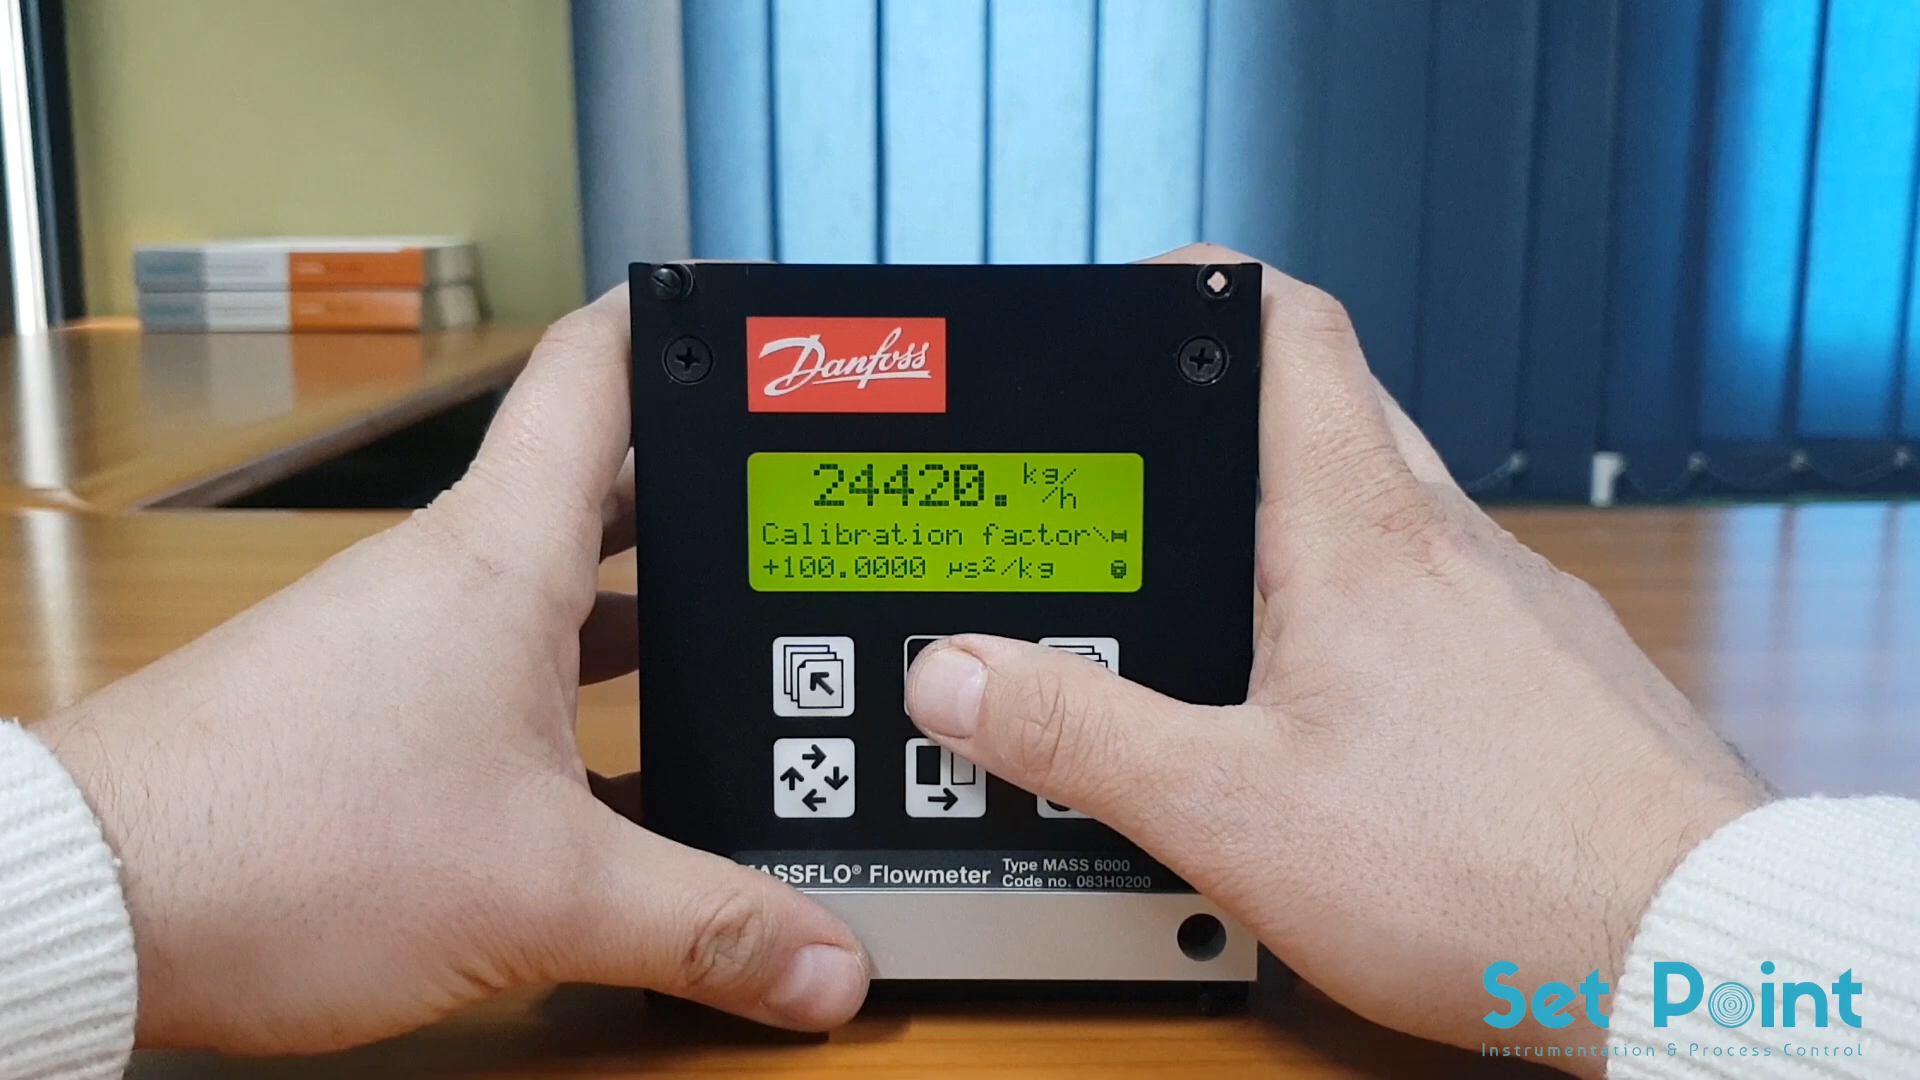 Danfoss
24420. kg/h
Calibration factor
+100.0000 µs²/kg
MASSFLO® Flowmeter Type MASS 6000
Code no. 083H0200
Set Point
Instrumentation & Process Control